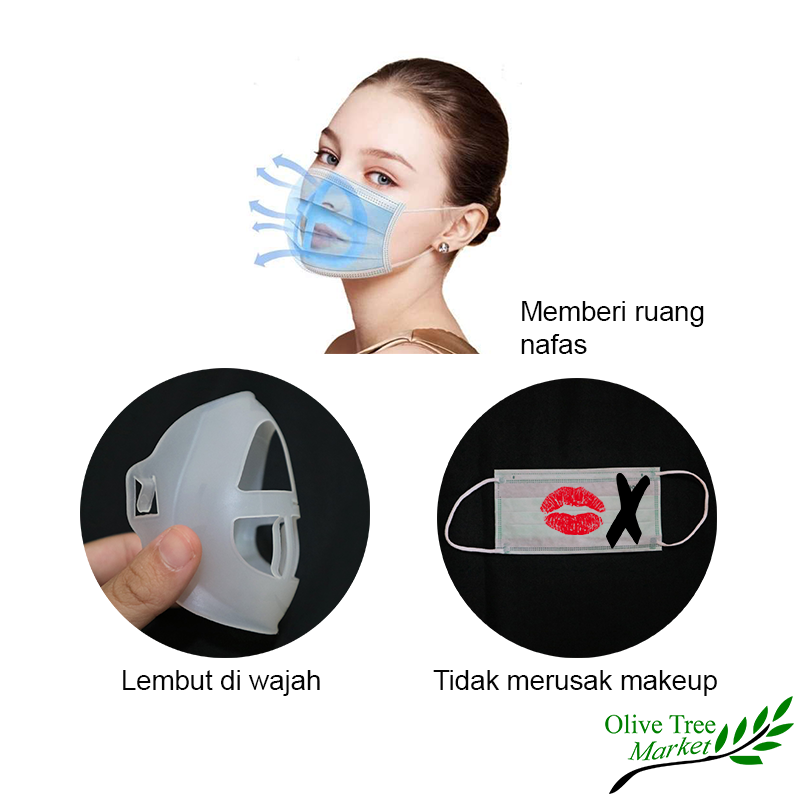 Memberi ruang
nafas
Lembut di wajah
Tidak merusak makeup
Olive Tree
Market